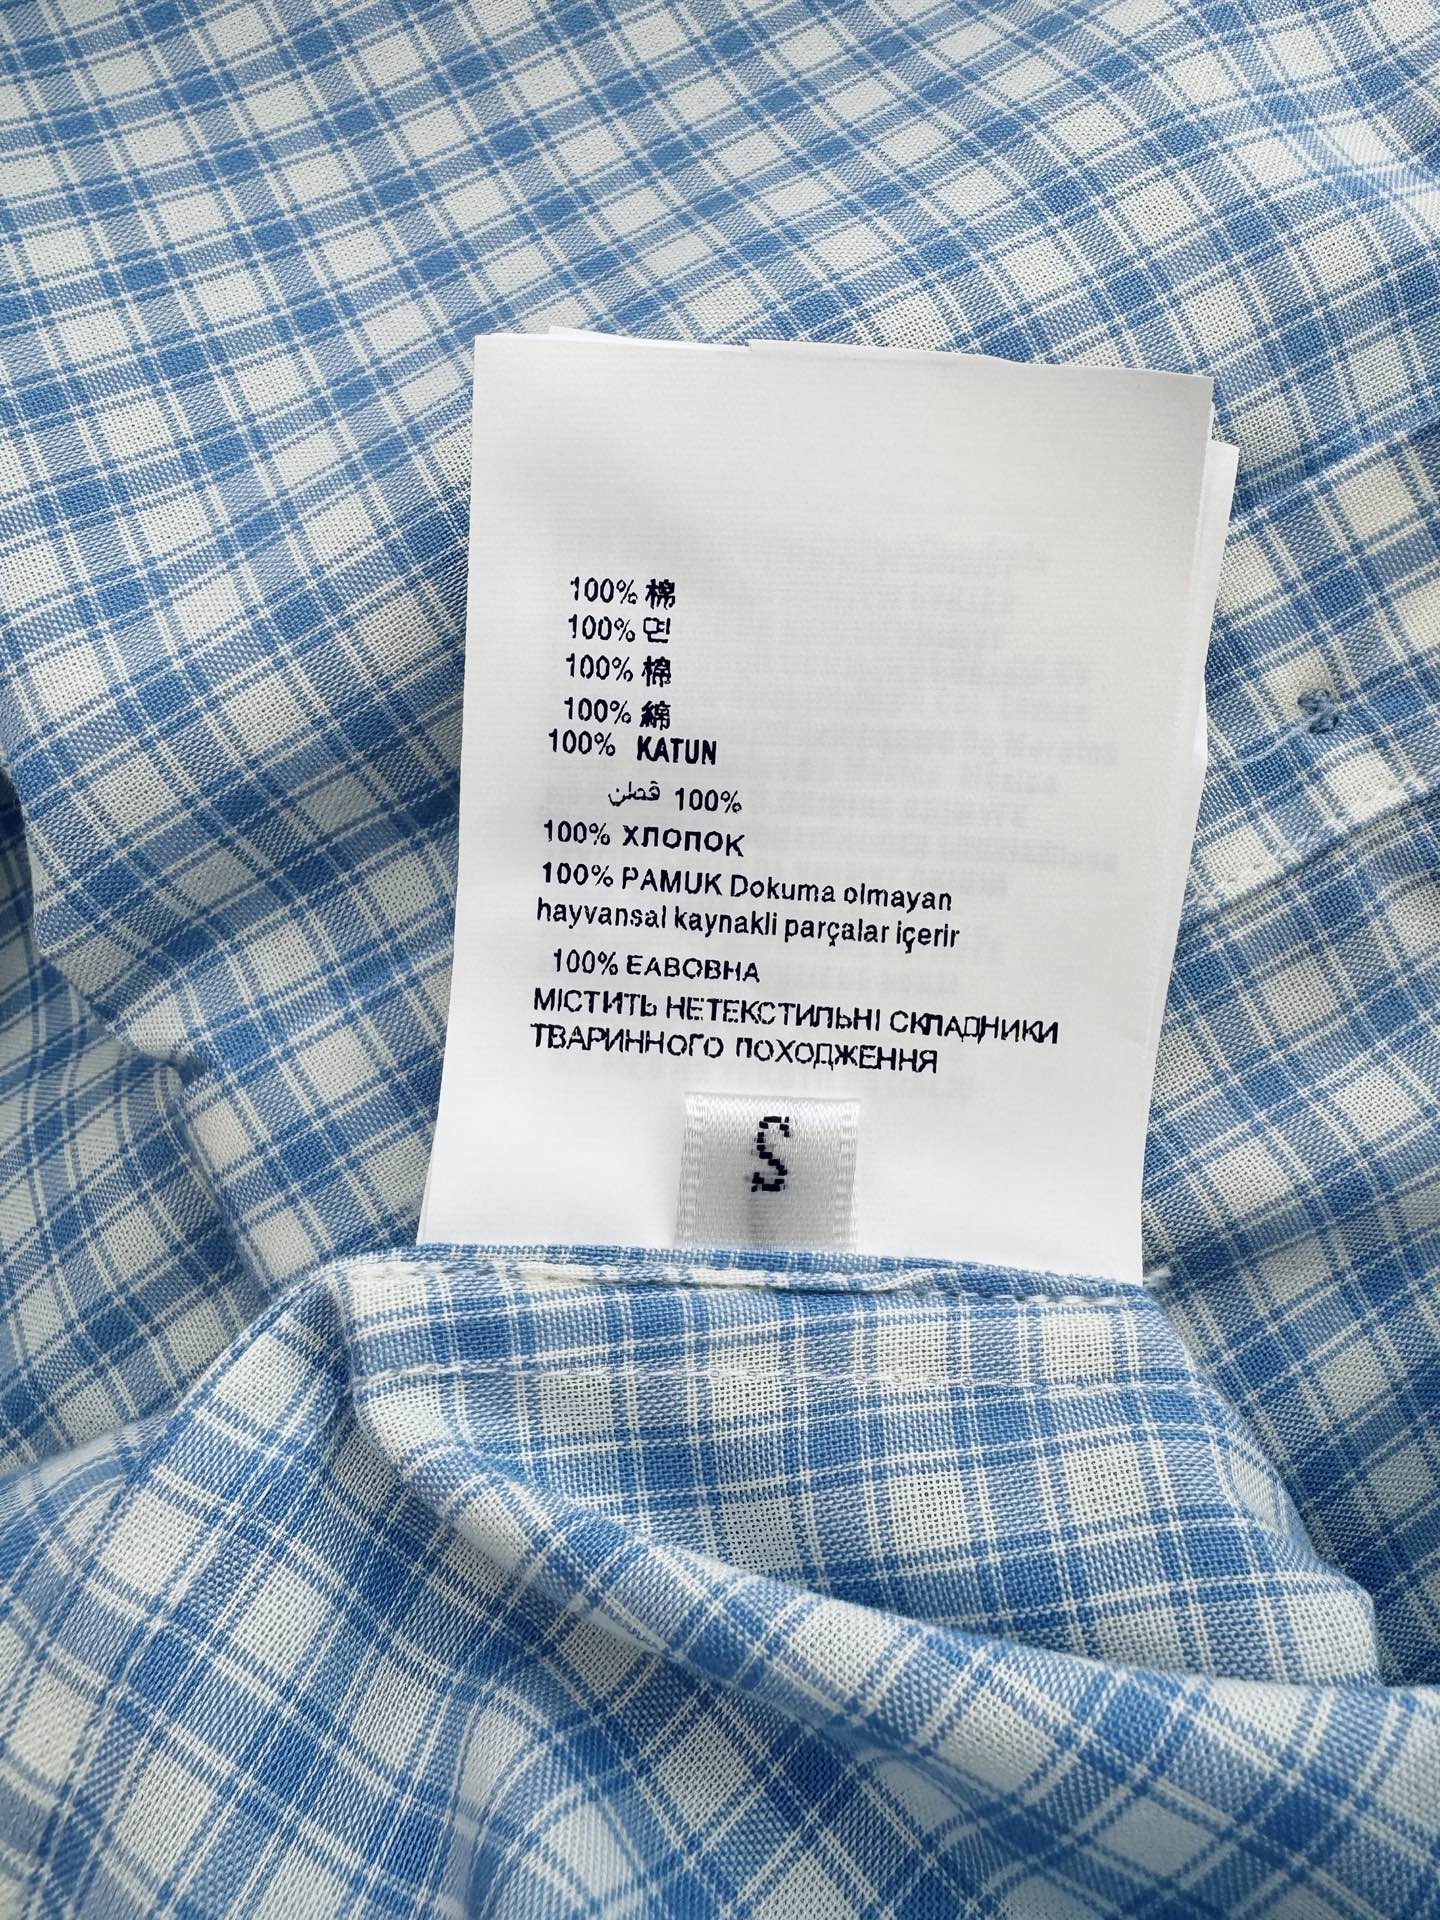 100% 棉
100% 면
100% 棉
100% 綿
100% KATUN
قطن 100%
100% ХЛОПОК
100% PAMUK Dokuma olmayan
hayvansal kaynakli parçalar içerir
100% ЕАВОВНА
МІСТИТЬ НЕТЕКСТИЛЬНІ СКЛАДНИКИ
ТВАРИННОГО ПОХОДЖЕННЯ
S